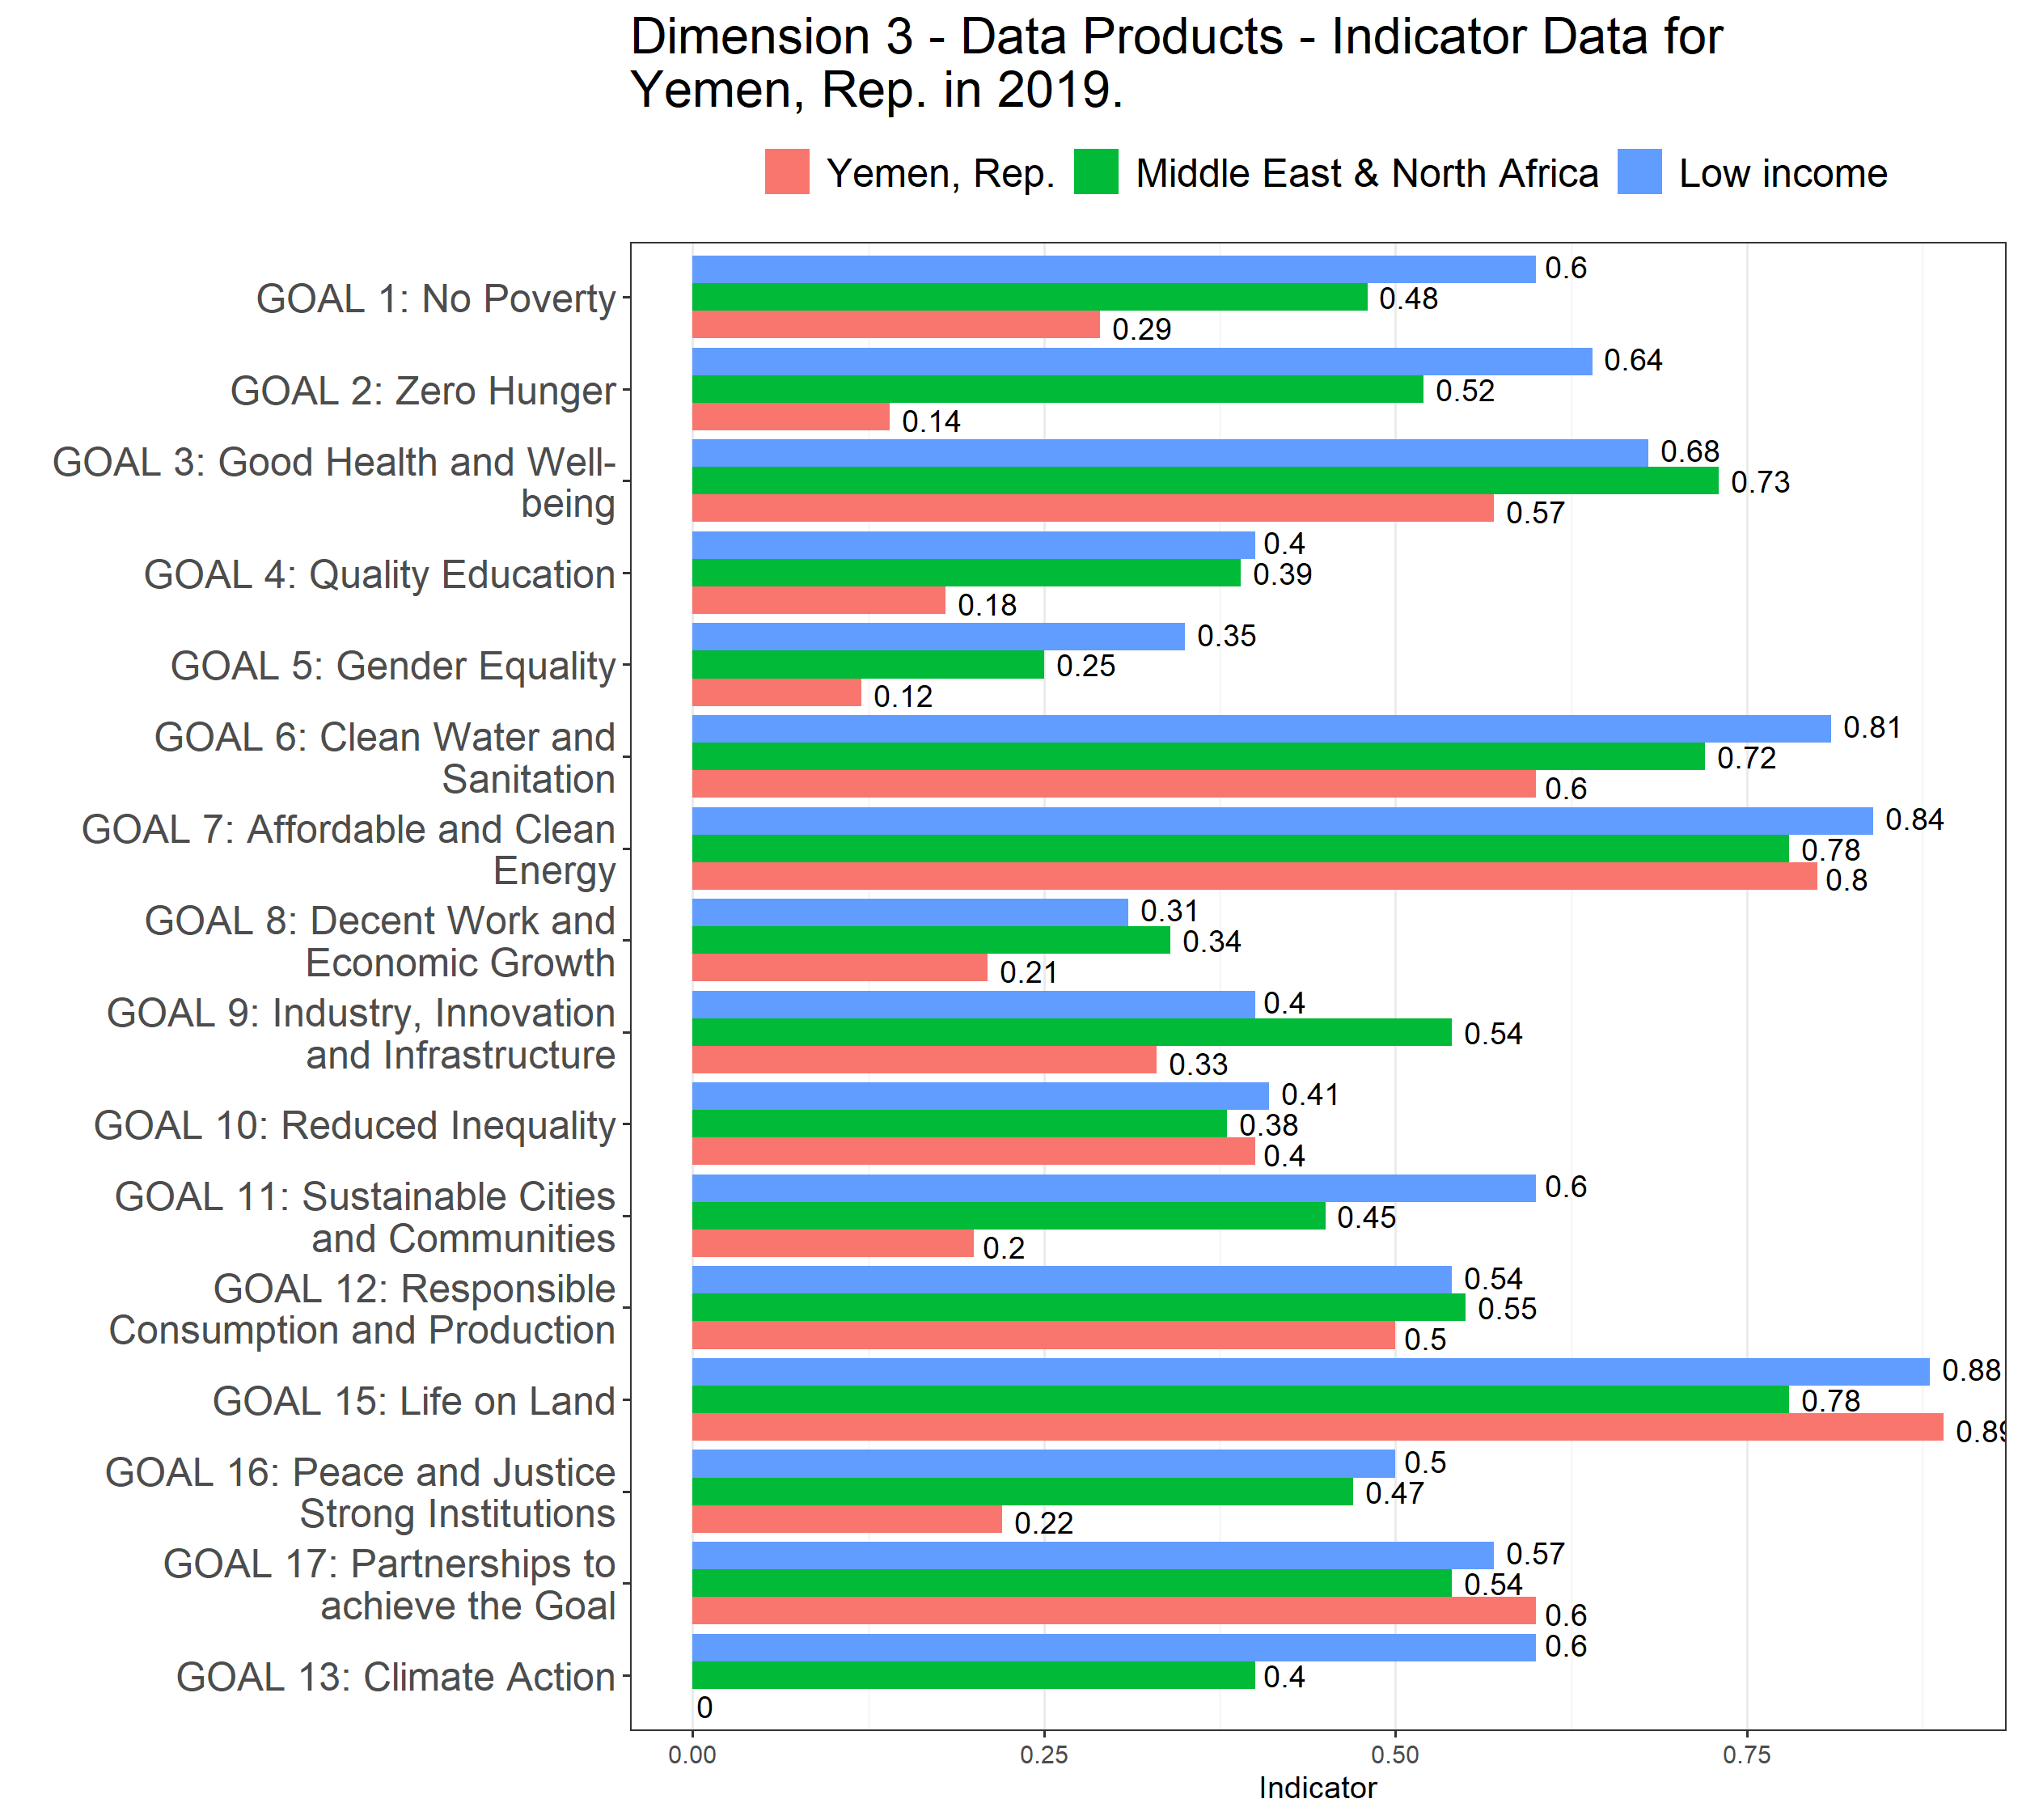 Dimension 3 - Data Products - Indicator Data for
Yemen, Rep. in 2019.
Yemen, Rep.
Middle East & North Africa
Low income
GOAL 1: No Poverty
0.6
0.48
0.29
GOAL 2: Zero Hunger
0.64
0.52
0.14
GOAL 3: Good Health and Well-
being
0.68
0.73
0.57
GOAL 4: Quality Education
0.4
0.39
0.18
GOAL 5: Gender Equality
0.35
0.25
0.12
GOAL 6: Clean Water and
Sanitation
0.81
0.72
0.6
GOAL 7: Affordable and Clean
Energy
0.84
0.78
0.8
GOAL 8: Decent Work and
Economic Growth
0.31
0.34
0.21
GOAL 9: Industry, Innovation
and Infrastructure
0.4
0.54
0.33
GOAL 10: Reduced Inequality
0.41
0.38
0.4
GOAL 11: Sustainable Cities
and Communities
0.6
0.45
0.2
GOAL 12: Responsible
Consumption and Production
0.54
0.55
0.5
GOAL 15: Life on Land
0.88
0.78
0.89
GOAL 16: Peace and Justice
Strong Institutions
0.5
0.47
0.22
GOAL 17: Partnerships to
achieve the Goal
0.57
0.54
0.6
GOAL 13: Climate Action
0.6
0.4
0
0.00
0.25
0.50
0.75
Indicator